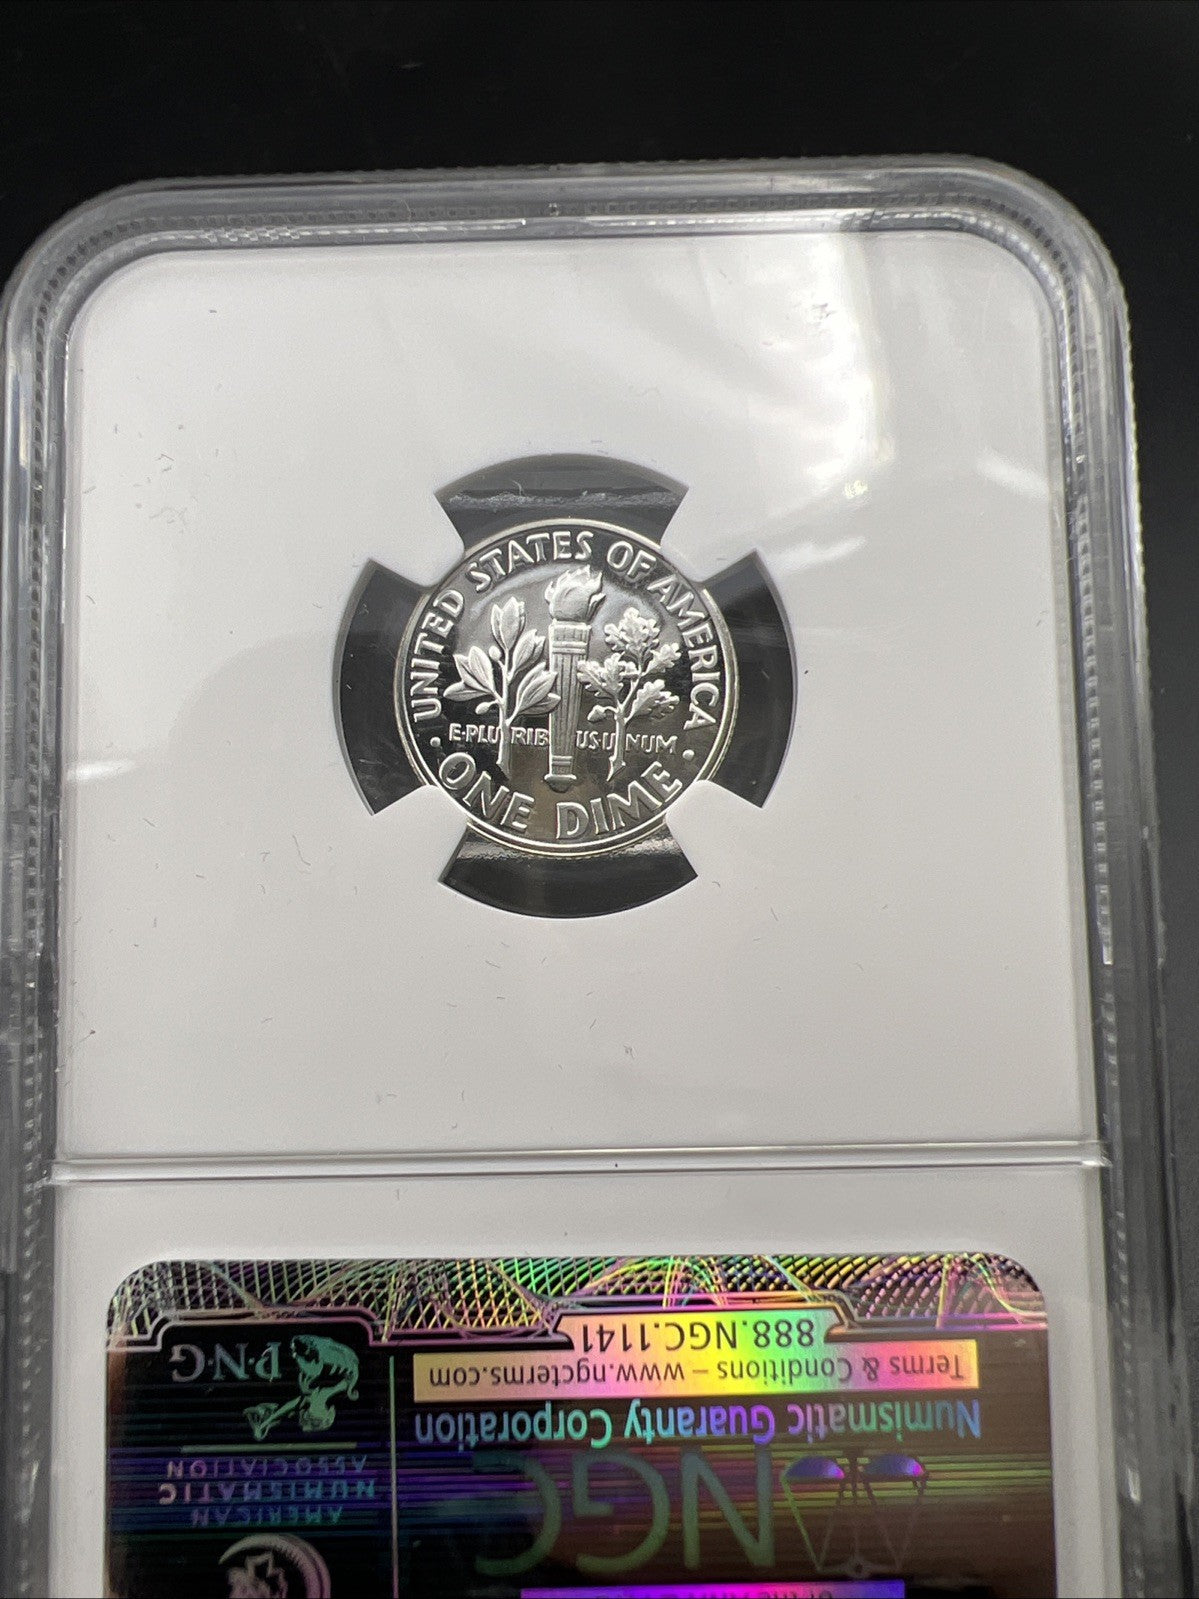 UNITED STATES OF AMERICA
E·PLURIBUS·UNUM
· ONE DIME ·
888.NGC.1141
Terms & Conditions – www.ngcterms.com
Numismatic Guaranty Corporation
NGC
P·N·G
AMERICAN
NUMISMATIC
ASSOCIATION